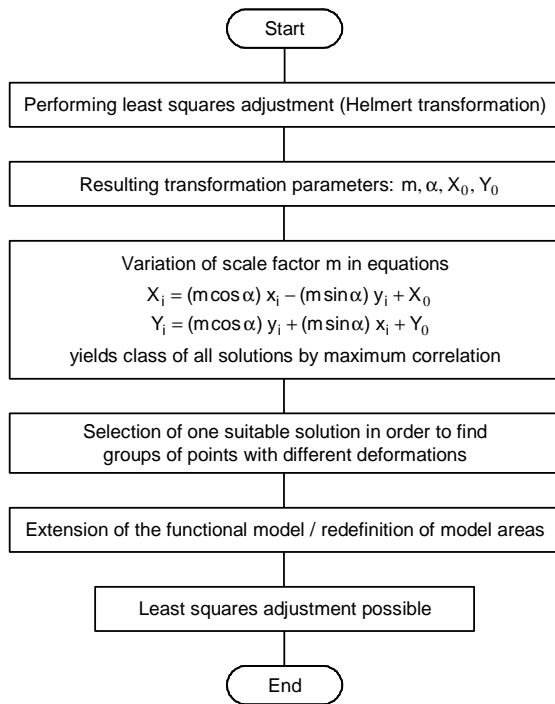 Start
Performing least squares adjustment (Helmert transformation)
Resulting transformation parameters: m, α, X₀, Y₀
Variation of scale factor m in equations
Xᵢ = (m cos α) xᵢ − (m sin α) yᵢ + X₀
Yᵢ = (m cos α) yᵢ + (m sin α) xᵢ + Y₀
yields class of all solutions by maximum correlation
Selection of one suitable solution in order to find
groups of points with different deformations
Extension of the functional model / redefinition of model areas
Least squares adjustment possible
End